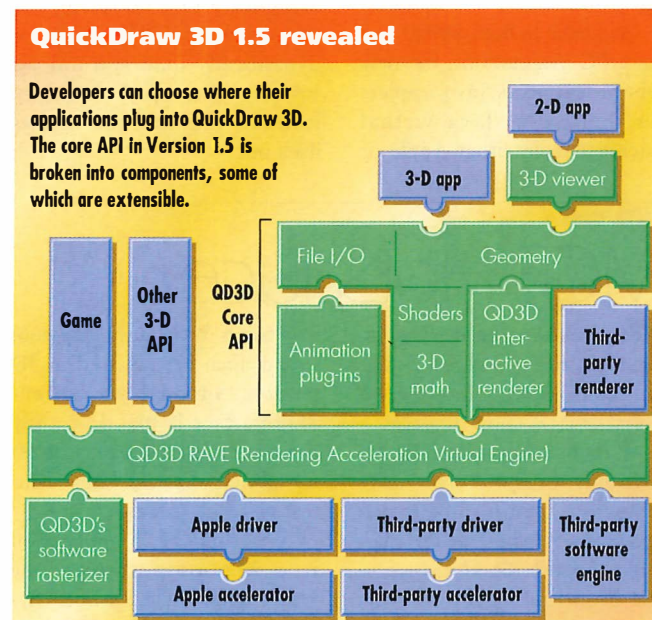 QuickDraw 3D 1.5 revealed
Developers can choose where their
applications plug into QuickDraw 3D.
The core API in Version 1.5 is
broken into components, some of
which are extensible.
2-D app
3-D app
3-D viewer
Game
Other
3-D
API
QD3D
Core
API
File I/O
Geometry
Animation
plug-ins
Shaders
3-D
math
QD3D
inter-
active
renderer
Third-
party
renderer
QD3D RAVE (Rendering Acceleration Virtual Engine)
QD3D's
software
rasterizer
Apple driver
Third-party driver
Third-party
software
engine
Apple accelerator
Third-party accelerator